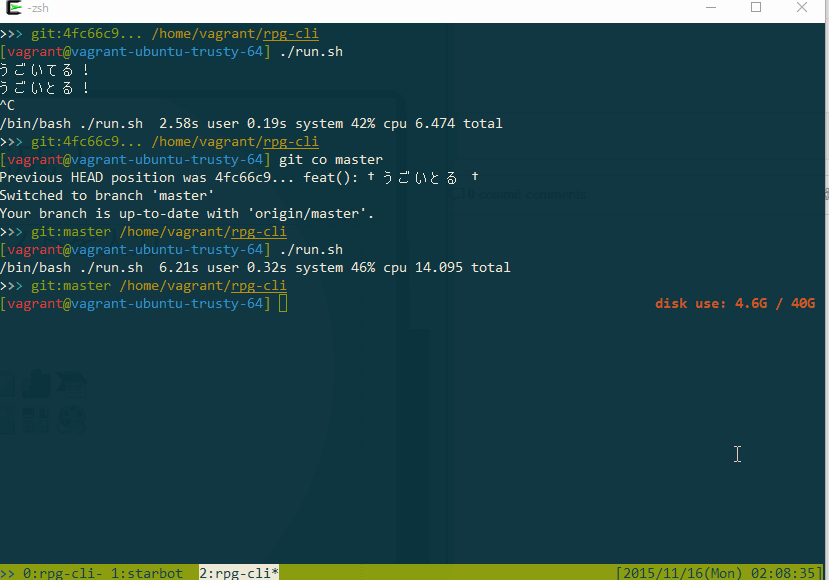 -zsh
>>> git:4fc66c9... /home/vagrant/rpg-cli
[vagrant@vagrant-ubuntu-trusty-64] ./run.sh
うごいてる！
うごいとる！
^C
/bin/bash ./run.sh  2.58s user 0.19s system 42% cpu 6.474 total
>>> git:4fc66c9... /home/vagrant/rpg-cli
[vagrant@vagrant-ubuntu-trusty-64] git co master
Previous HEAD position was 4fc66c9... feat(): † うごいとる †
Switched to branch 'master'
Your branch is up-to-date with 'origin/master'.
>>> git:master /home/vagrant/rpg-cli
[vagrant@vagrant-ubuntu-trusty-64] ./run.sh
/bin/bash ./run.sh  6.21s user 0.32s system 46% cpu 14.095 total
>>> git:master /home/vagrant/rpg-cli
[vagrant@vagrant-ubuntu-trusty-64] disk use: 4.6G / 40G
>> 0:rpg-cli- 1:starbot  2:rpg-cli* [2015/11/16(Mon) 02:08:35]